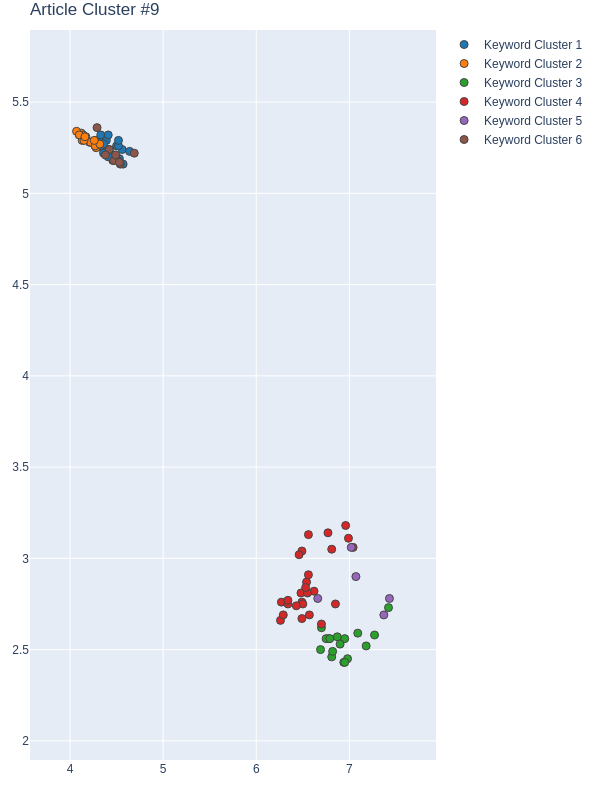 Article Cluster #9
Keyword Cluster 1
Keyword Cluster 2
Keyword Cluster 3
Keyword Cluster 4
Keyword Cluster 5
Keyword Cluster 6
5.5
5
4.5
4
3.5
3
2.5
2
4 5 6 7